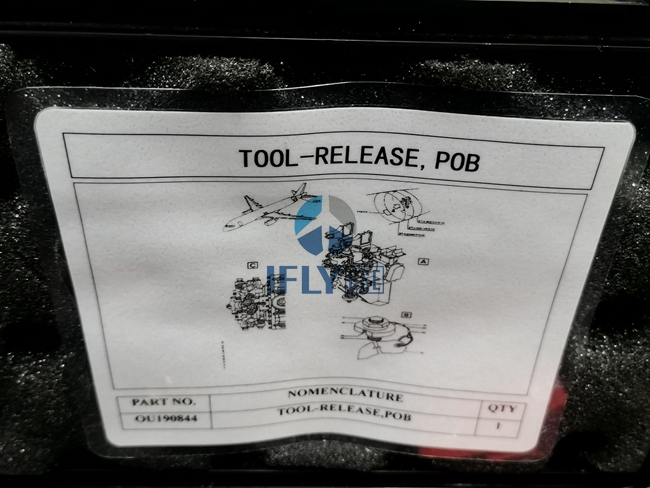 TOOL-RELEASE, POB
IFLY
C
A
B
PART NO. NOMENCLATURE QTY
OU190844 TOOL-RELEASE,POB 1